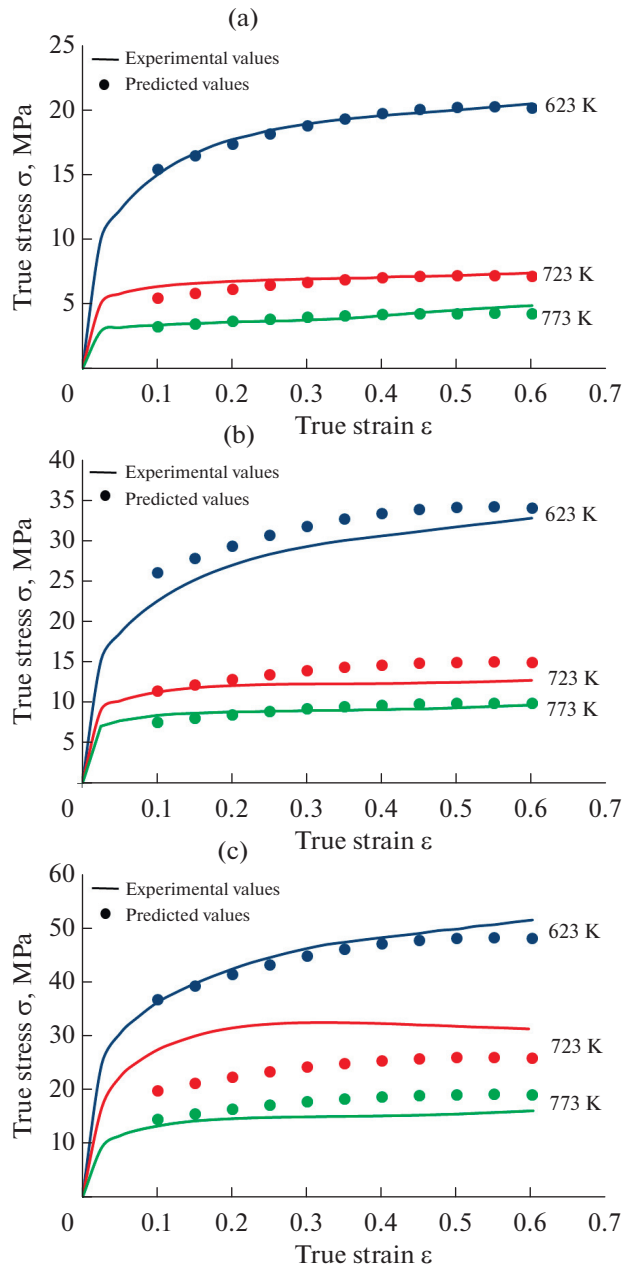 (a)
25
20
15
10
5
0
0.1 0.2 0.3 0.4 0.5 0.6 0.7
True stress σ, MPa
True strain ε
Experimental values
Predicted values
623 K
723 K
773 K
(b)
40
35
30
25
20
15
10
5
0
0.1 0.2 0.3 0.4 0.5 0.6 0.7
True stress σ, MPa
True strain ε
Experimental values
Predicted values
623 K
723 K
773 K
(c)
60
50
40
30
20
10
0
0.1 0.2 0.3 0.4 0.5 0.6 0.7
True stress σ, MPa
True strain ε
Experimental values
Predicted values
623 K
723 K
773 K